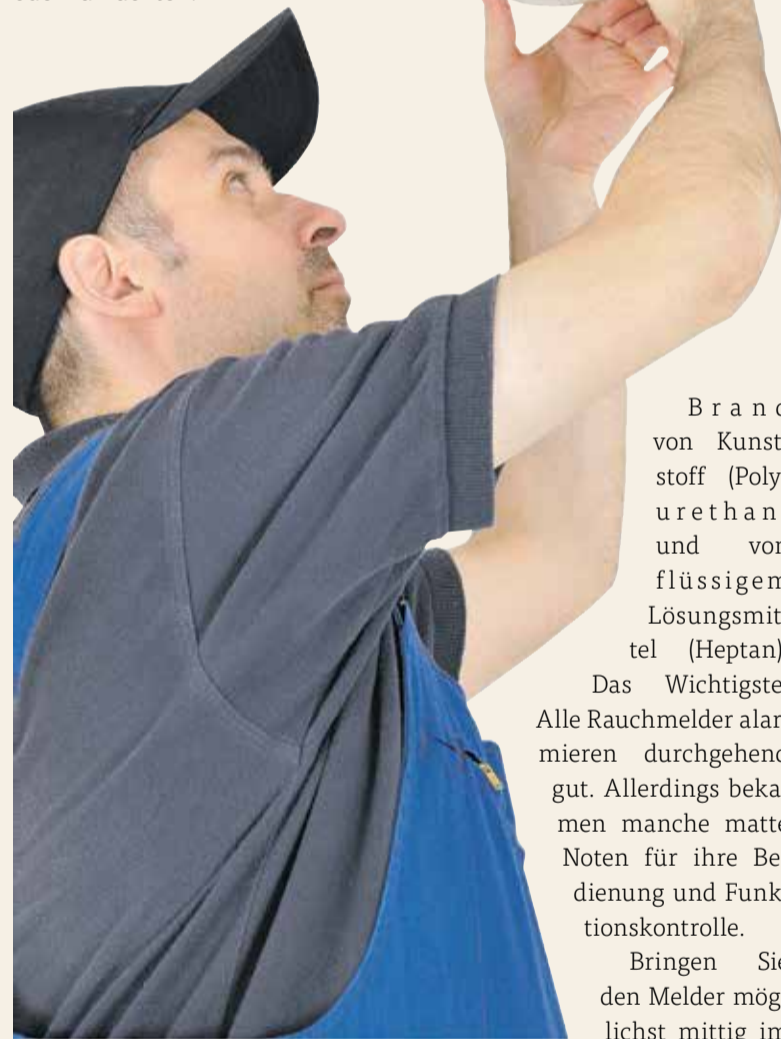 Brand
von Kunst-
stoff (Poly-
urethan
und von
flüssigem
Lösungsmit-
tel (Heptan)
Das Wichtigste
Alle Rauchmelder alar-
mieren durchgehend
gut. Allerdings beka-
men manche matte
Noten für ihre Be-
dienung und Funk-
tionskontrolle.
Bringen Sie
den Melder mög-
lichst mittig im